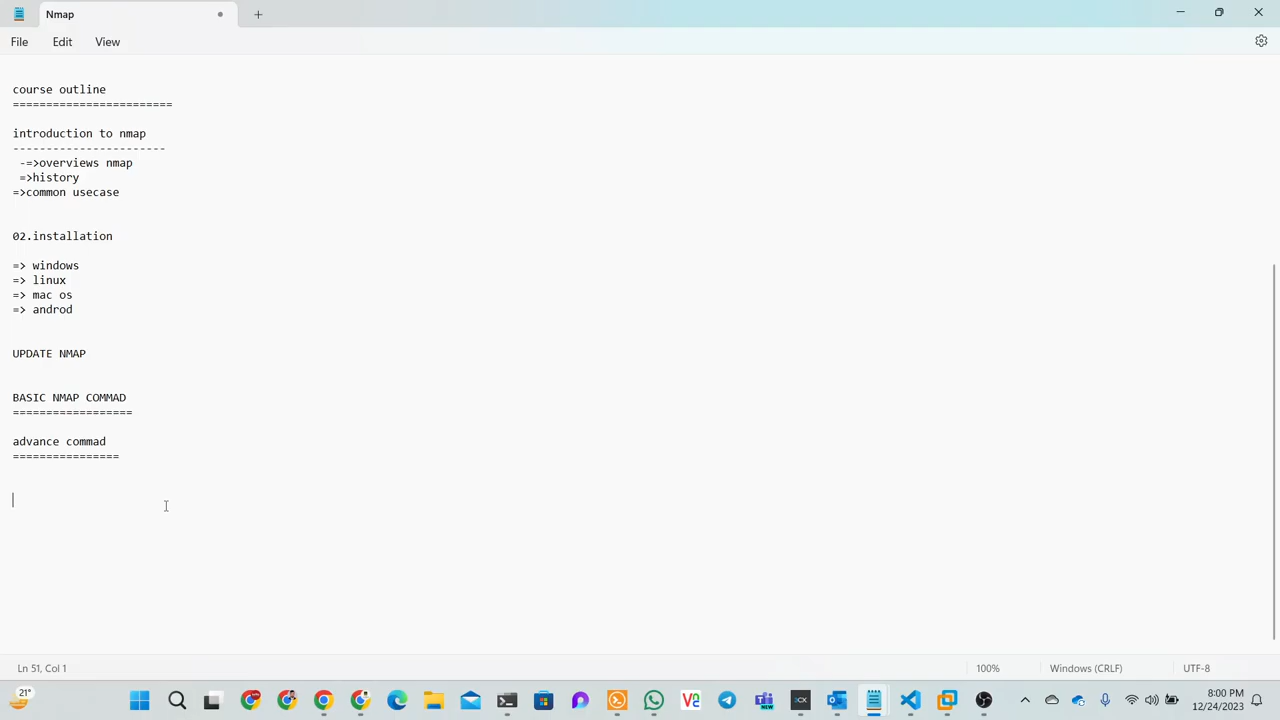 Nmap
File Edit View
course outline
========================
introduction to nmap
-----------------------
-=>overviews nmap
=>history
=>common usecase
02.installation
=> windows
=> linux
=> mac os
=> androd
UPDATE NMAP
BASIC NMAP COMMAD
==================
advance commad
================
Ln 51, Col 1
100%
Windows (CRLF)
UTF-8
21°
NEW
8:00 PM
12/24/2023